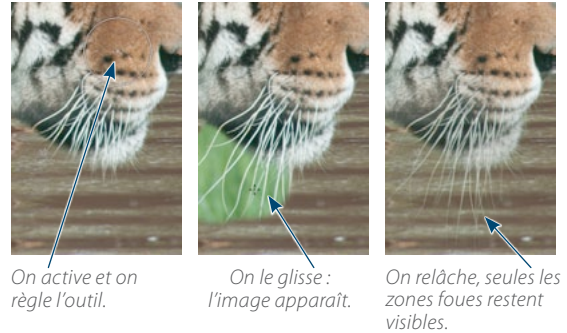 On active et on
règle l'outil.
On le glisse :
l'image apparaît.
On relâche, seules les
zones foues restent
visibles.